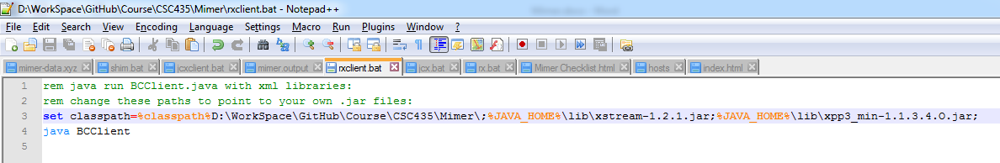 D:\WorkSpace\GitHub\Course\CSC435\Mimer\rxclient.bat - Notepad++
File Edit Search View Encoding Language Settings Macro Run Plugins Window ?
mimer-data.xyz shim.bat jcxclient.bat mimer.output rxclient.bat jcx.bat rx.bat Mimer Checklist.html hosts index.html
1 rem java run BCClient.java with xml libraries:
2 rem change these paths to point to your own .jar files:
3 set classpath=%classpath%D:\WorkSpace\GitHub\Course\CSC435\Mimer\;%JAVA_HOME%\lib\xstream-1.2.1.jar;%JAVA_HOME%\lib\xpp3_min-1.1.3.4.O.jar;
4 java BCClient
5